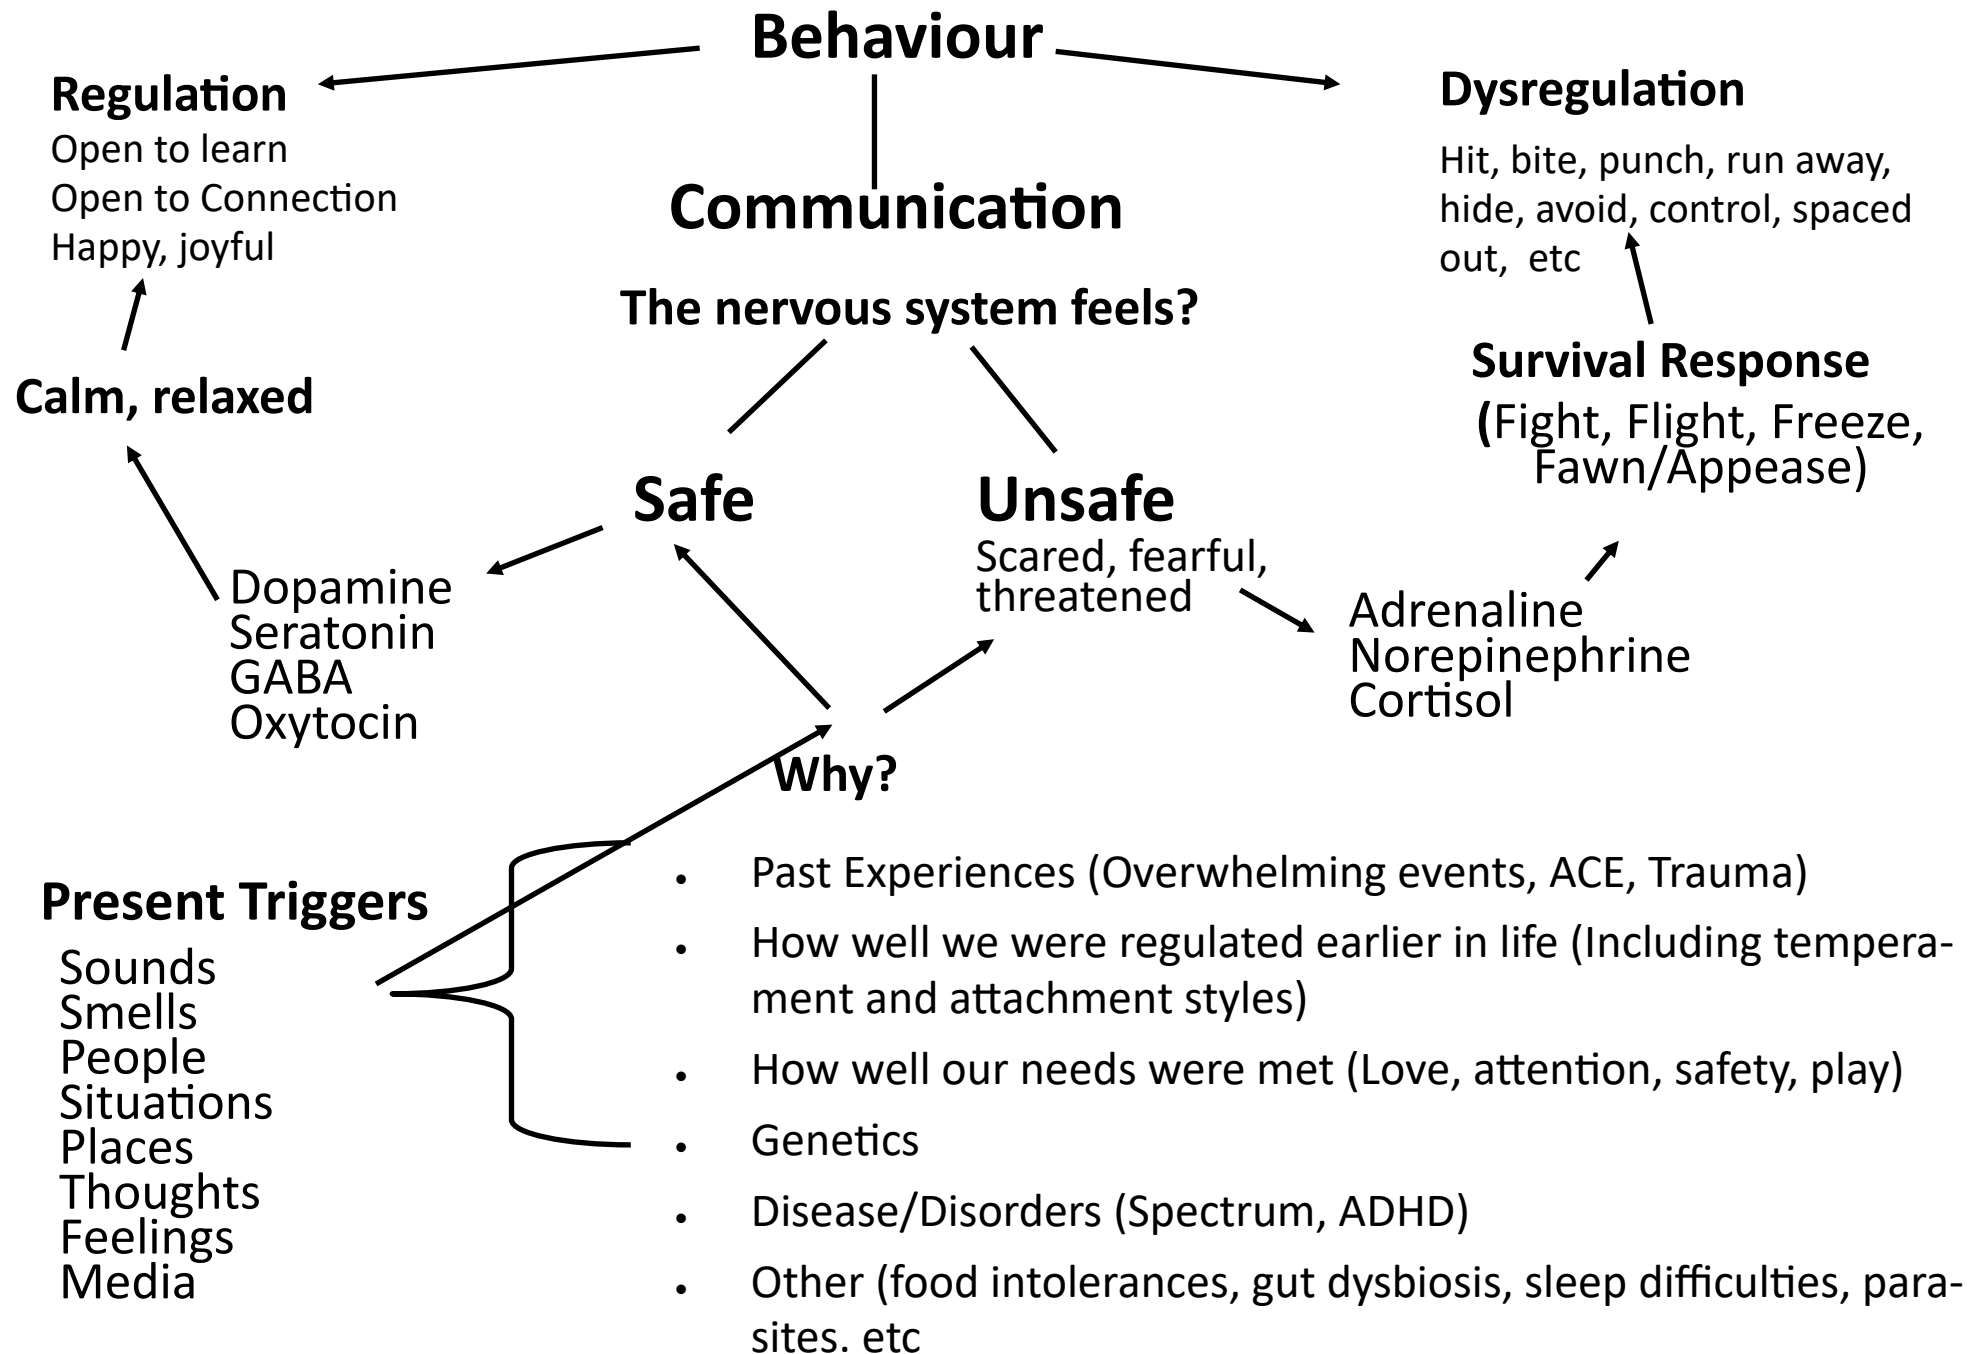 Behaviour
Regulation
Open to learn
Open to Connection
Happy, joyful
Dysregulation
Hit, bite, punch, run away,
hide, avoid, control, spaced
out,  etc
Communication
The nervous system feels?
Calm, relaxed
Survival Response
(Fight, Flight, Freeze,
Fawn/Appease)
Safe
Unsafe
Scared, fearful,
threatened
Dopamine
Seratonin
GABA
Oxytocin
Adrenaline
Norepinephrine
Cortisol
Why?
Present Triggers
Sounds
Smells
People
Situations
Places
Thoughts
Feelings
Media
• Past Experiences (Overwhelming events, ACE, Trauma)
• How well we were regulated earlier in life (Including tempera-
ment and attachment styles)
• How well our needs were met (Love, attention, safety, play)
• Genetics
• Disease/Disorders (Spectrum, ADHD)
• Other (food intolerances, gut dysbiosis, sleep difficulties, para-
sites. etc